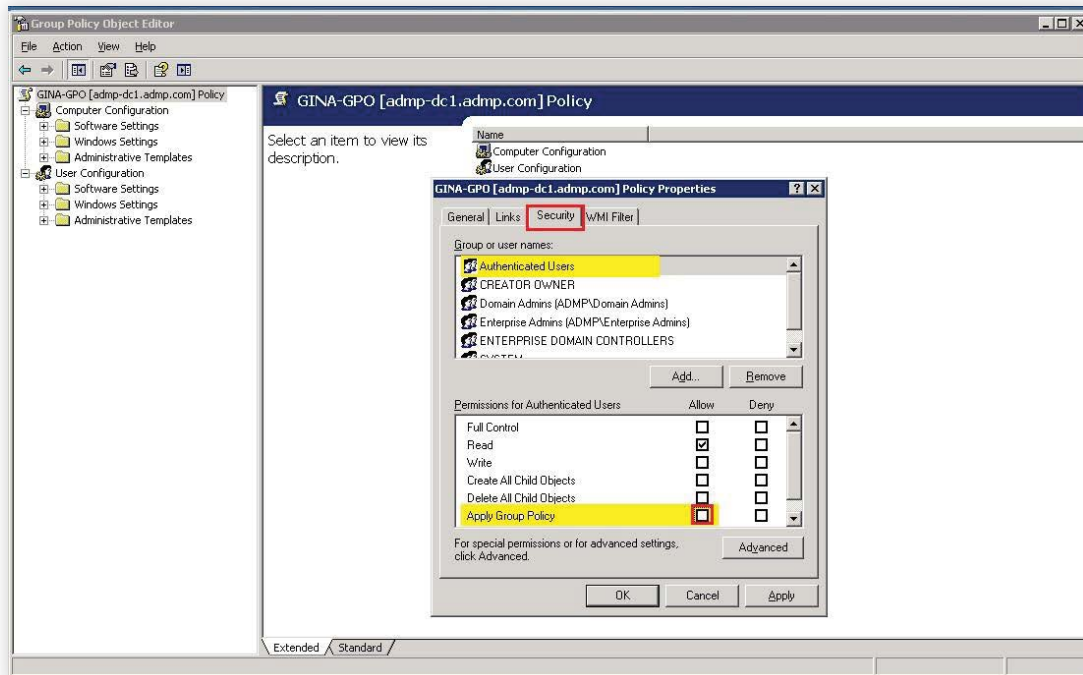 Group Policy Object Editor
File Action View Help
GINA-GPO [admp-dc1.admp.com] Policy
Computer Configuration
Software Settings
Windows Settings
Administrative Templates
User Configuration
Software Settings
Windows Settings
Administrative Templates
GINA-GPO [admp-dc1.admp.com] Policy
Select an item to view its
description.
Name
Computer Configuration
User Configuration
GINA-GPO [admp-dc1.admp.com] Policy Properties
General Links Security WMI Filter
Group or user names:
Authenticated Users
CREATOR OWNER
Domain Admins (ADMP\Domain Admins)
Enterprise Admins (ADMP\Enterprise Admins)
ENTERPRISE DOMAIN CONTROLLERS
SYSTEM
Add... Remove
Permissions for Authenticated Users Allow Deny
Full Control
Read
Write
Create All Child Objects
Delete All Child Objects
Apply Group Policy
For special permissions or for advanced settings,
click Advanced.
Advanced
OK Cancel Apply
Extended Standard